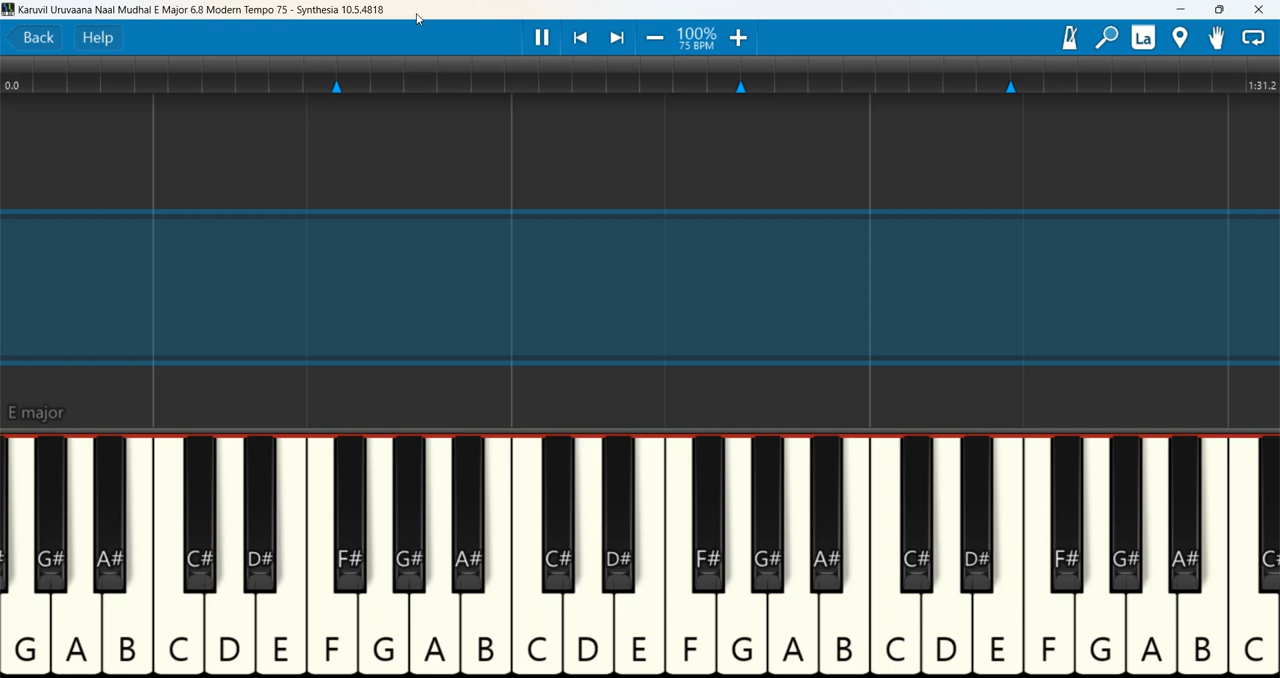 Karuvil Uruvaana Naal Mudhal E Major 6.8 Modern Tempo 75 - Synthesia 10.5.4818
Back Help 100% La
75 BPM
0.0 1:31.2
E major
G# A# C# D# F# G# A# C# D# F# G# A# C# D# F# G# A# C#
G A B C D E F G A B C D E F G A B C D E F G A B C